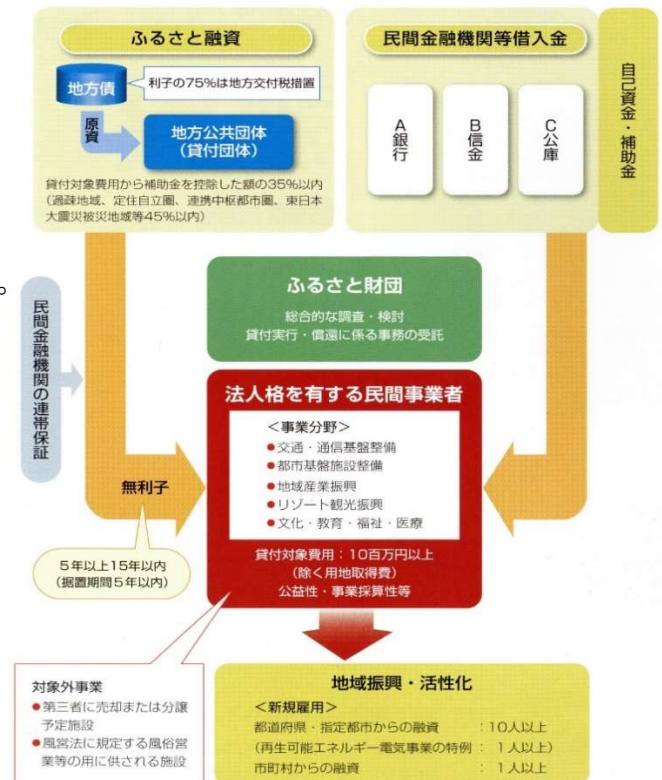 ふるさと融資
地方債
利子の75%は地方交付税措置
原資
地方公共団体
（貸付団体）
貸付対象費用から補助金を控除した額の35%以内
（過疎地域、定住自立圏、連携中枢都市圏、東日本
大震災被災地域等45%以内）
民間金融機関等借入金
A銀行
B信金
C公庫
自己資金・補助金
。
民間金融機関の連帯保証
ふるさと財団
総合的な調査・検討
貸付実行・償還に係る事務の受託
法人格を有する民間事業者
＜事業分野＞
●交通・通信基盤整備
●都市基盤施設整備
●地域産業振興
●リゾート観光振興
●文化・教育・福祉・医療
貸付対象費用：10百万円以上
（除く用地取得費）
公益性・事業採算性等
無利子
5年以上15年以内
（据置期間5年以内）
対象外事業
●第三者に売却または分譲
予定施設
●風営法に規定する風俗営
業等の用に供される施設
地域振興・活性化
＜新規雇用＞
都道府県・指定都市からの融資　：10人以上
（再生可能エネルギー電気事業の特例：　1人以上）
市町村からの融資　：　1人以上